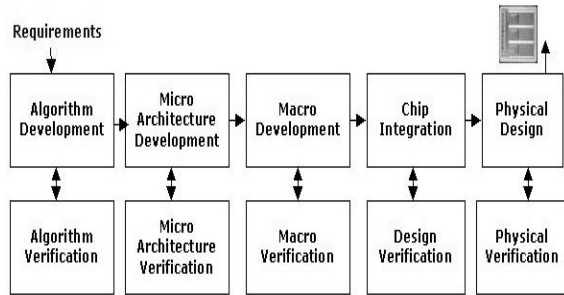 Requirements
Algorithm
Development
Micro
Architecture
Development
Macro
Development
Chip
Integration
Physical
Design
Algorithm
Verification
Micro
Architecture
Verification
Macro
Verification
Design
Verification
Physical
Verification